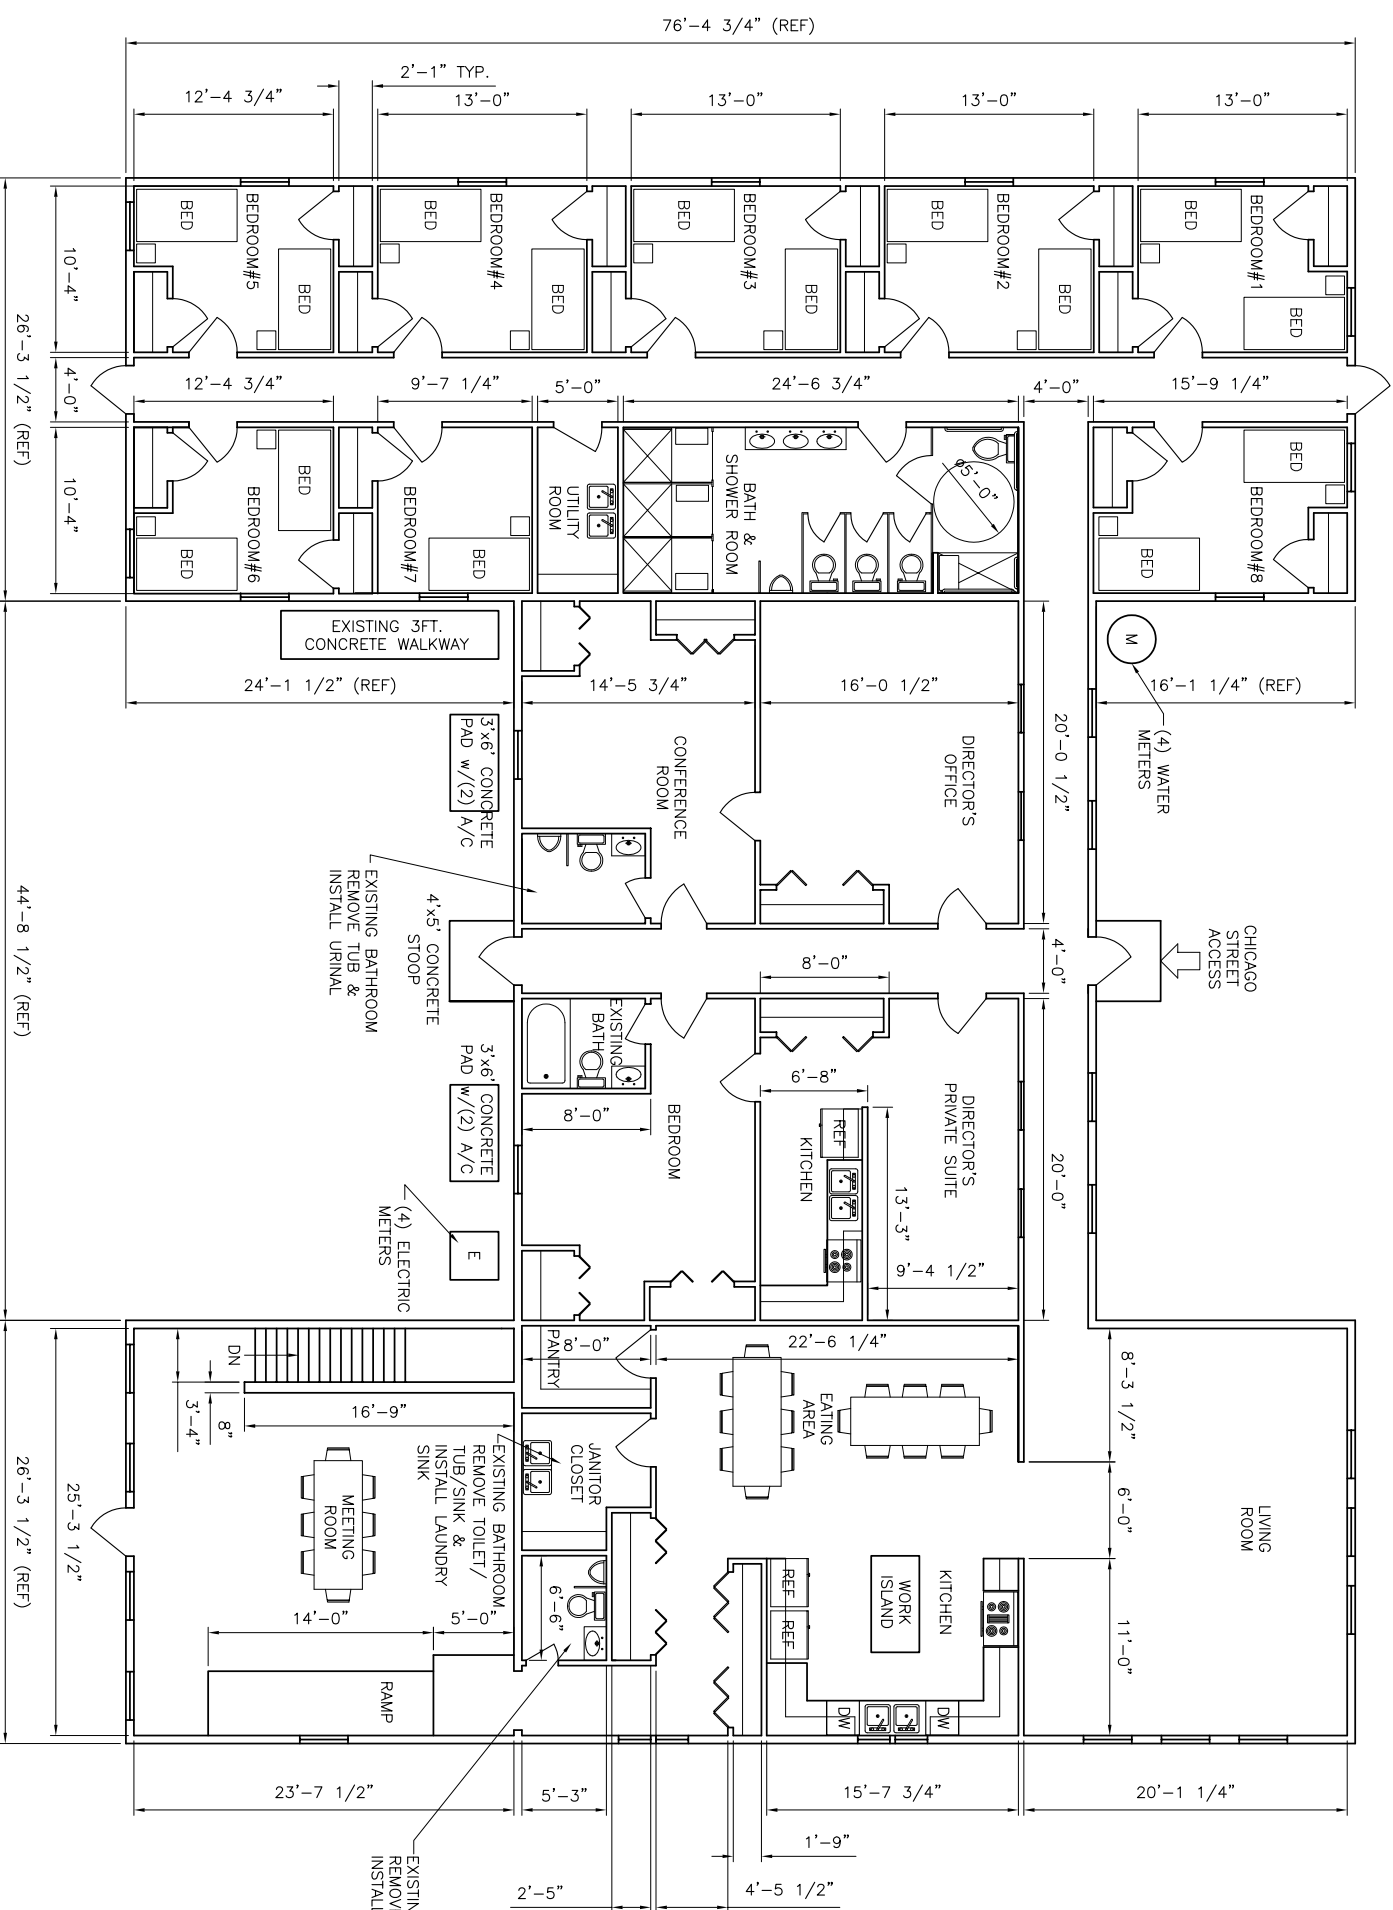 76'-4 3/4" (REF)
2'-1" TYP.
12'-4 3/4"
13'-0"
13'-0"
13'-0"
13'-0"
BEDROOM#5
BED
BED
BEDROOM#4
BED
BED
BEDROOM#3
BED
BED
BEDROOM#2
BED
BED
BEDROOM#1
BED
BED
10'-4"
4'-0"
10'-4"
26'-3 1/2" (REF)
12'-4 3/4"
9'-7 1/4"
5'-0"
24'-6 3/4"
4'-0"
15'-9 1/4"
BEDROOM#6
BED
BED
BEDROOM#7
BED
UTILITY
ROOM
BATH &
SHOWER ROOM
ø5'-0"
BEDROOM#8
BED
BED
EXISTING 3FT.
CONCRETE WALKWAY
24'-1 1/2" (REF)
14'-5 3/4"
16'-0 1/2"
16'-1 1/4" (REF)
M
(4) WATER
METERS
3'x6' CONCRETE
PAD w/(2) A/C
CONFERENCE
ROOM
DIRECTOR'S
OFFICE
20'-0 1/2"
EXISTING BATHROOM
REMOVE TUB &
INSTALL URINAL
4'x5' CONCRETE
STOOP
8'-0"
4'-0"
CHICAGO
STREET
ACCESS
44'-8 1/2" (REF)
EXISTING
BATH
3'x6' CONCRETE
PAD w/(2) A/C
8'-0"
BEDROOM
6'-8"
REF
KITCHEN
13'-3"
DIRECTOR'S
PRIVATE SUITE
9'-4 1/2"
20'-0"
(4) ELECTRIC
METERS
E
DN
3'-4"
8"
16'-9"
PANTRY
8'-0"
22'-6 1/4"
EATING
AREA
8'-3 1/2"
6'-0"
11'-0"
LIVING
ROOM
EXISTING BATHROOM
REMOVE TOILET/
TUB/SINK &
INSTALL LAUNDRY
SINK
JANITOR
CLOSET
MEETING
ROOM
6'-6"
REF
REF
WORK
ISLAND
KITCHEN
DW
DW
14'-0"
5'-0"
RAMP
25'-3 1/2"
26'-3 1/2" (REF)
23'-7 1/2"
5'-3"
15'-7 3/4"
20'-1 1/4"
1'-9"
4'-5 1/2"
2'-5"
EXISTIN
REMOV
INSTALL